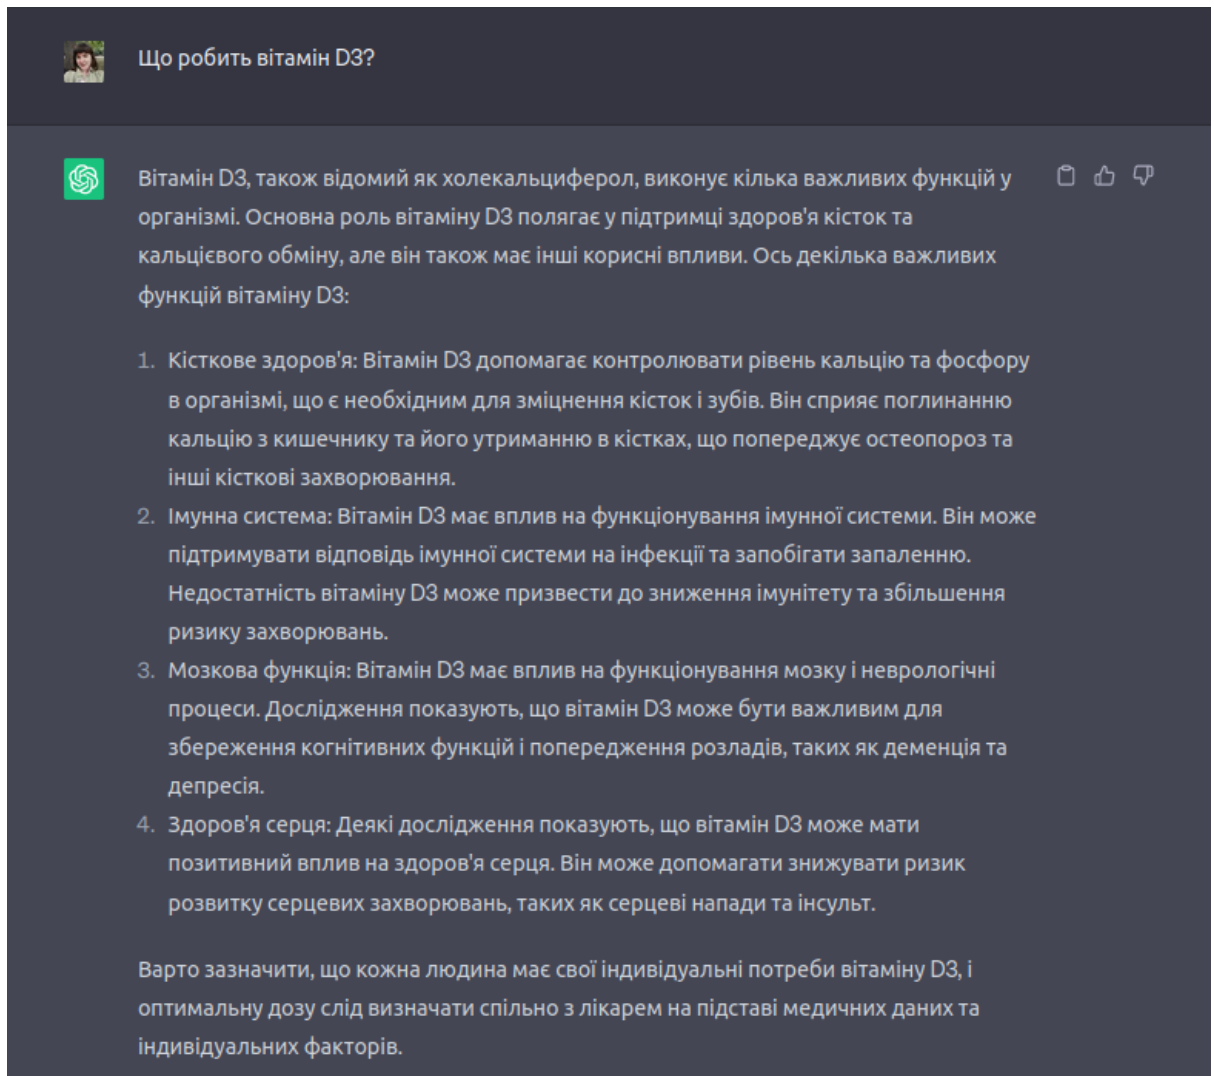 Що робить вітамін D3?
Вітамін D3, також відомий як холекальциферол, виконує кілька важливих функцій у
організмі. Основна роль вітаміну D3 полягає у підтримці здоров'я кісток та
кальцієвого обміну, але він також має інші корисні впливи. Ось декілька важливих
функцій вітаміну D3:
1. Кісткове здоров'я: Вітамін D3 допомагає контролювати рівень кальцію та фосфору
в організмі, що є необхідним для зміцнення кісток і зубів. Він сприяє поглинанню
кальцію з кишечнику та його утриманню в кістках, що попереджує остеопороз та
інші кісткові захворювання.
2. Імунна система: Вітамін D3 має вплив на функціонування імунної системи. Він може
підтримувати відповідь імунної системи на інфекції та запобігати запаленню.
Недостатність вітаміну D3 може призвести до зниження імунітету та збільшення
ризику захворювань.
3. Мозкова функція: Вітамін D3 має вплив на функціонування мозку і неврологічні
процеси. Дослідження показують, що вітамін D3 може бути важливим для
збереження когнітивних функцій і попередження розладів, таких як деменція та
депресія.
4. Здоров'я серця: Деякі дослідження показують, що вітамін D3 може мати
позитивний вплив на здоров'я серця. Він може допомагати знижувати ризик
розвитку серцевих захворювань, таких як серцеві напади та інсульт.
Варто зазначити, що кожна людина має свої індивідуальні потреби вітаміну D3, і
оптимальну дозу слід визначати спільно з лікарем на підставі медичних даних та
індивідуальних факторів.